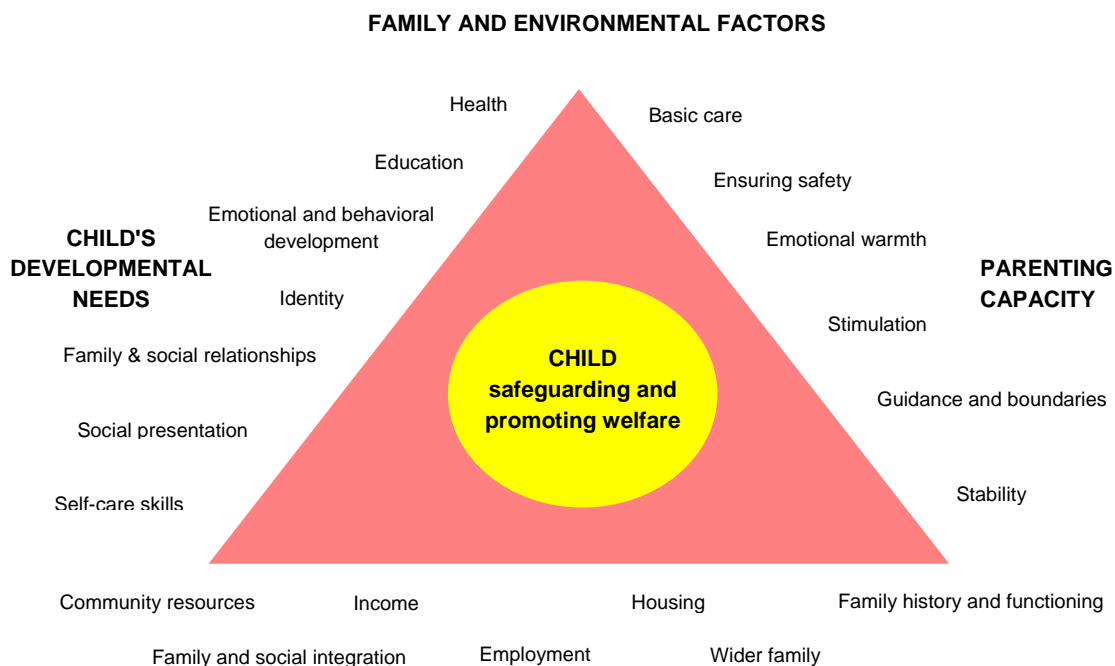 FAMILY AND ENVIRONMENTAL FACTORS
Health
Basic care
Education
Ensuring safety
Emotional and behavioral
development
Emotional warmth
CHILD'S
DEVELOPMENTAL
NEEDS
PARENTING
CAPACITY
Identity
Stimulation
Family & social relationships
CHILD
safeguarding and
promoting welfare
Guidance and boundaries
Social presentation
Self-care skills
Stability
Community resources
Income
Housing
Family history and functioning
Family and social integration
Employment
Wider family